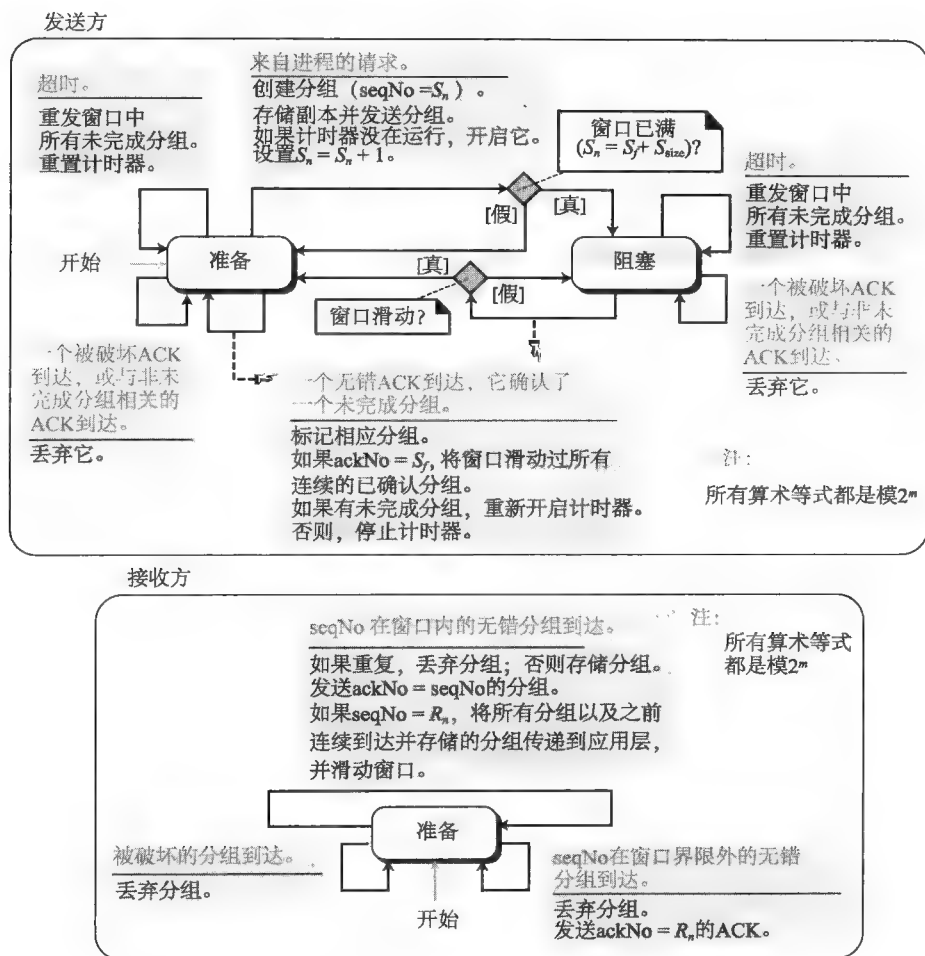 发送方
超时。
重发窗口中
所有未完成分组。
重置计时器。
来自进程的请求。
创建分组（seqNo =Sn）。
存储副本并发送分组。
如果计时器没在运行，开启它。
设置Sn = Sn + 1。
窗口已满
(Sn = Sf + Ssize)?
超时。
重发窗口中
所有未完成分组。
重置计时器。
[假]
[真]
开始
准备
[真]
[假]
阻塞
窗口滑动?
一个被破坏ACK
到达，或与非未
完成分组相关的
ACK到达。
丢弃它。
一个无错ACK到达，它确认了
一个未完成分组。
标记相应分组。
如果ackNo = Sf, 将窗口滑动过所有
连续的已确认分组。
如果有未完成分组，重新开启计时器。
否则，停止计时器。
一个被破坏ACK
到达，或与非未
完成分组相关的
ACK到达、
丢弃它。
注：
所有算术等式都是模2^m
接收方
seqNo 在窗口内的无错分组到达。
如果重复，丢弃分组；否则存储分组。
发送ackNo = seqNo的分组。
如果seqNo = Rn，将所有分组以及之前
连续到达并存储的分组传递到应用层，
并滑动窗口。
注：
所有算术等式
都是模2^m
准备
被破坏的分组到达。
丢弃分组。
开始
seqNo在窗口界限外的无错
分组到达。
丢弃分组。
发送ackNo = Rn的ACK。